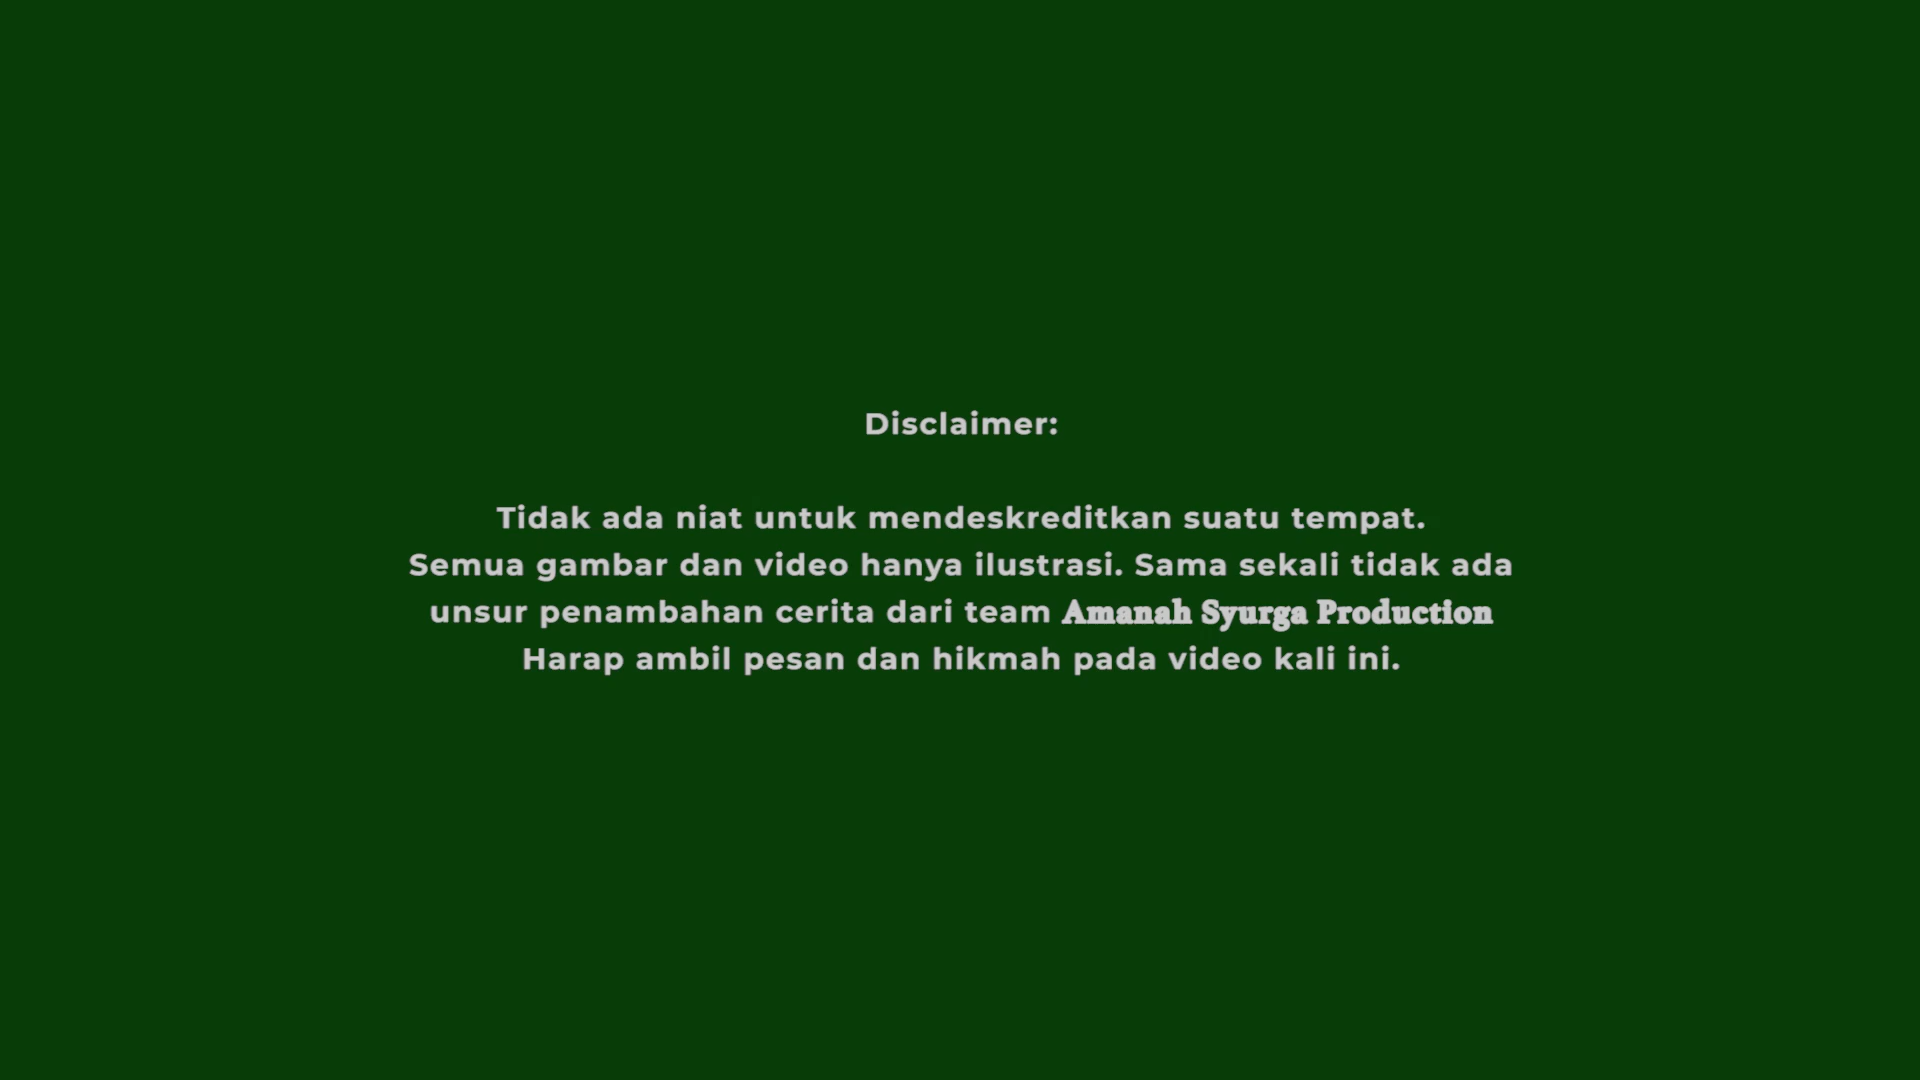 Disclaimer:
Tidak ada niat untuk mendeskreditkan suatu tempat.
Semua gambar dan video hanya ilustrasi. Sama sekali tidak ada
unsur penambahan cerita dari team Amanah Syurga Production
Harap ambil pesan dan hikmah pada video kali ini.